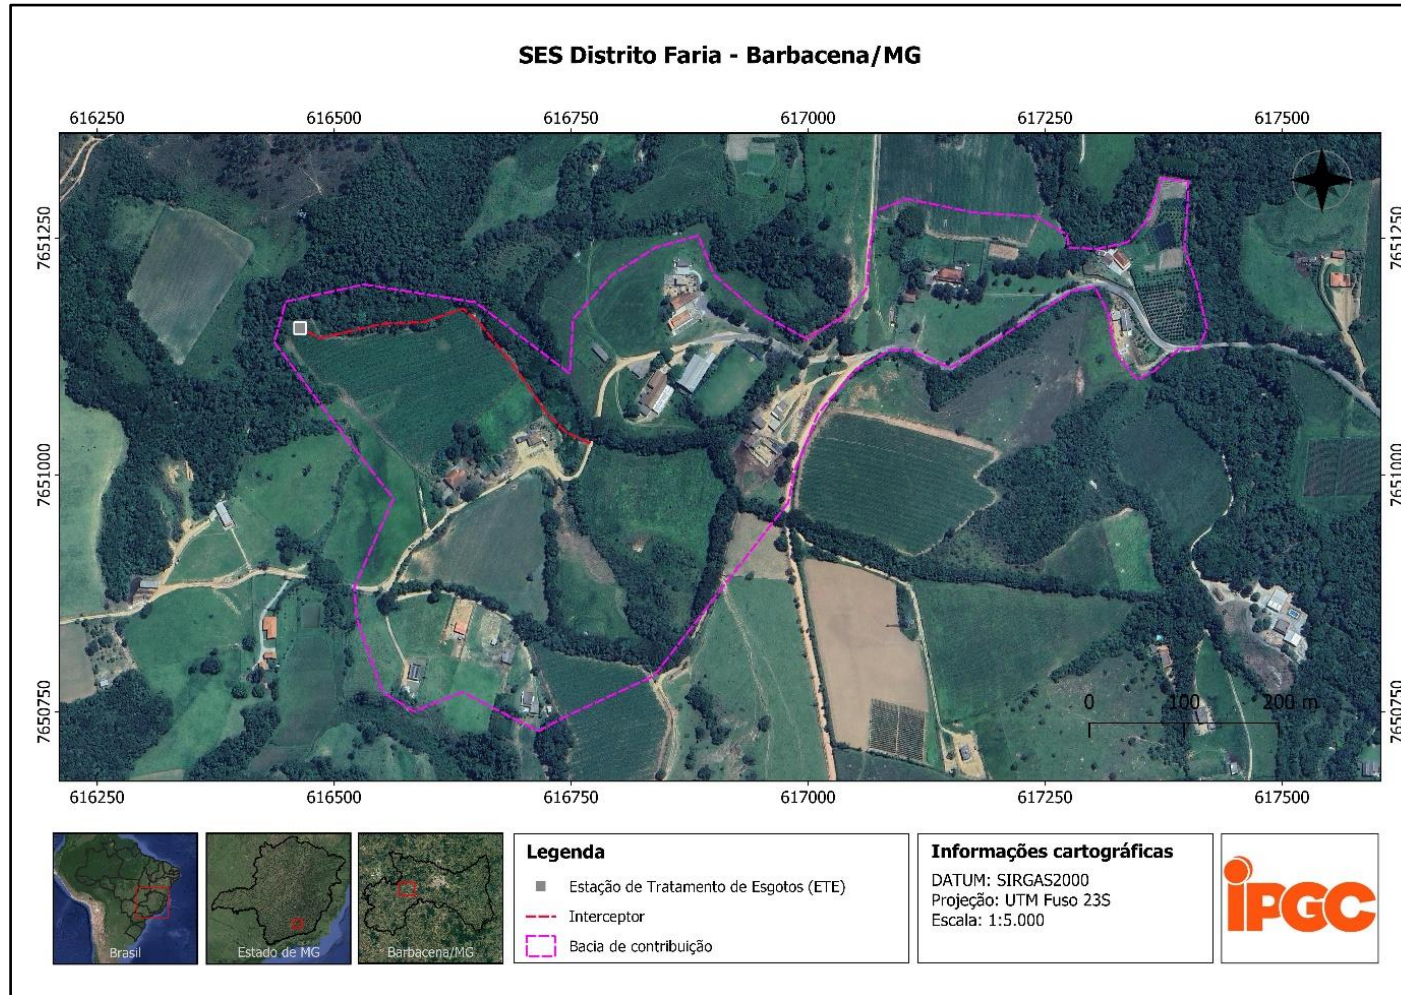 SES Distrito Faria - Barbacena/MG
616250 616500 616750 617000 617250 617500
7651250 7651250
7651000 7651000
7650750 7650750
0 100 200 m
616250 616500 616750 617000 617250 617500
Brasil
Estado de MG
Barbacena/MG
Legenda
Estação de Tratamento de Esgotos (ETE)
Interceptor
Bacia de contribuição
Informações cartográficas
DATUM: SIRGAS2000
Projeção: UTM Fuso 23S
Escala: 1:5.000
iPGC